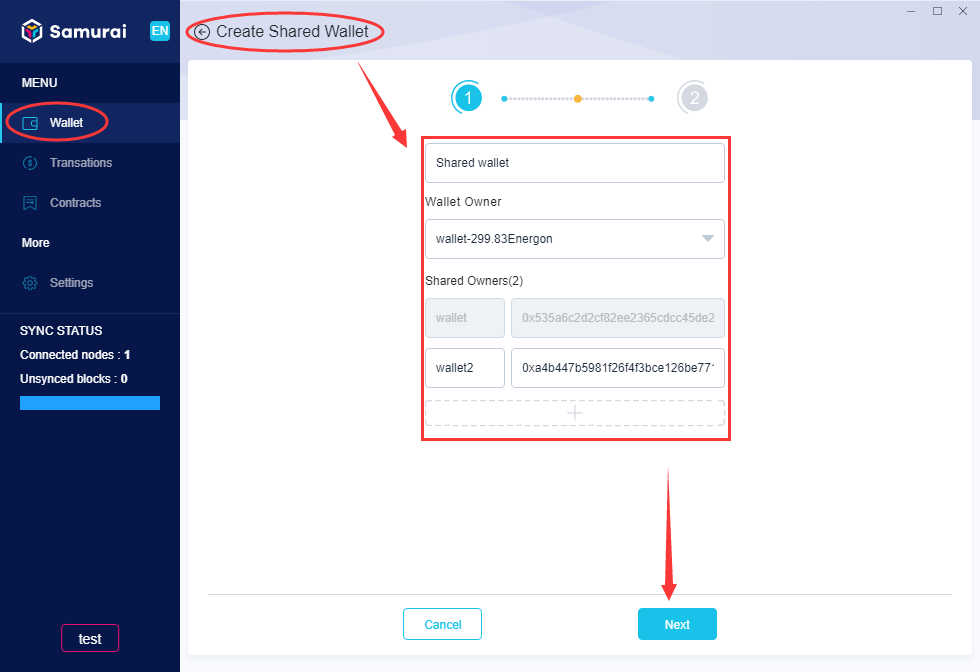 Samurai EN
MENU
Wallet
Transations
Contracts
More
Settings
SYNC STATUS
Connected nodes : 1
Unsynced blocks : 0
test
Create Shared Wallet
1 2
Shared wallet
Wallet Owner
wallet-299.83Energon
Shared Owners(2)
wallet 0x535a6c2d2cf82ee2365cdcc45de2
wallet2 0xa4b447b5981f26f4f3bce126be771
Cancel Next